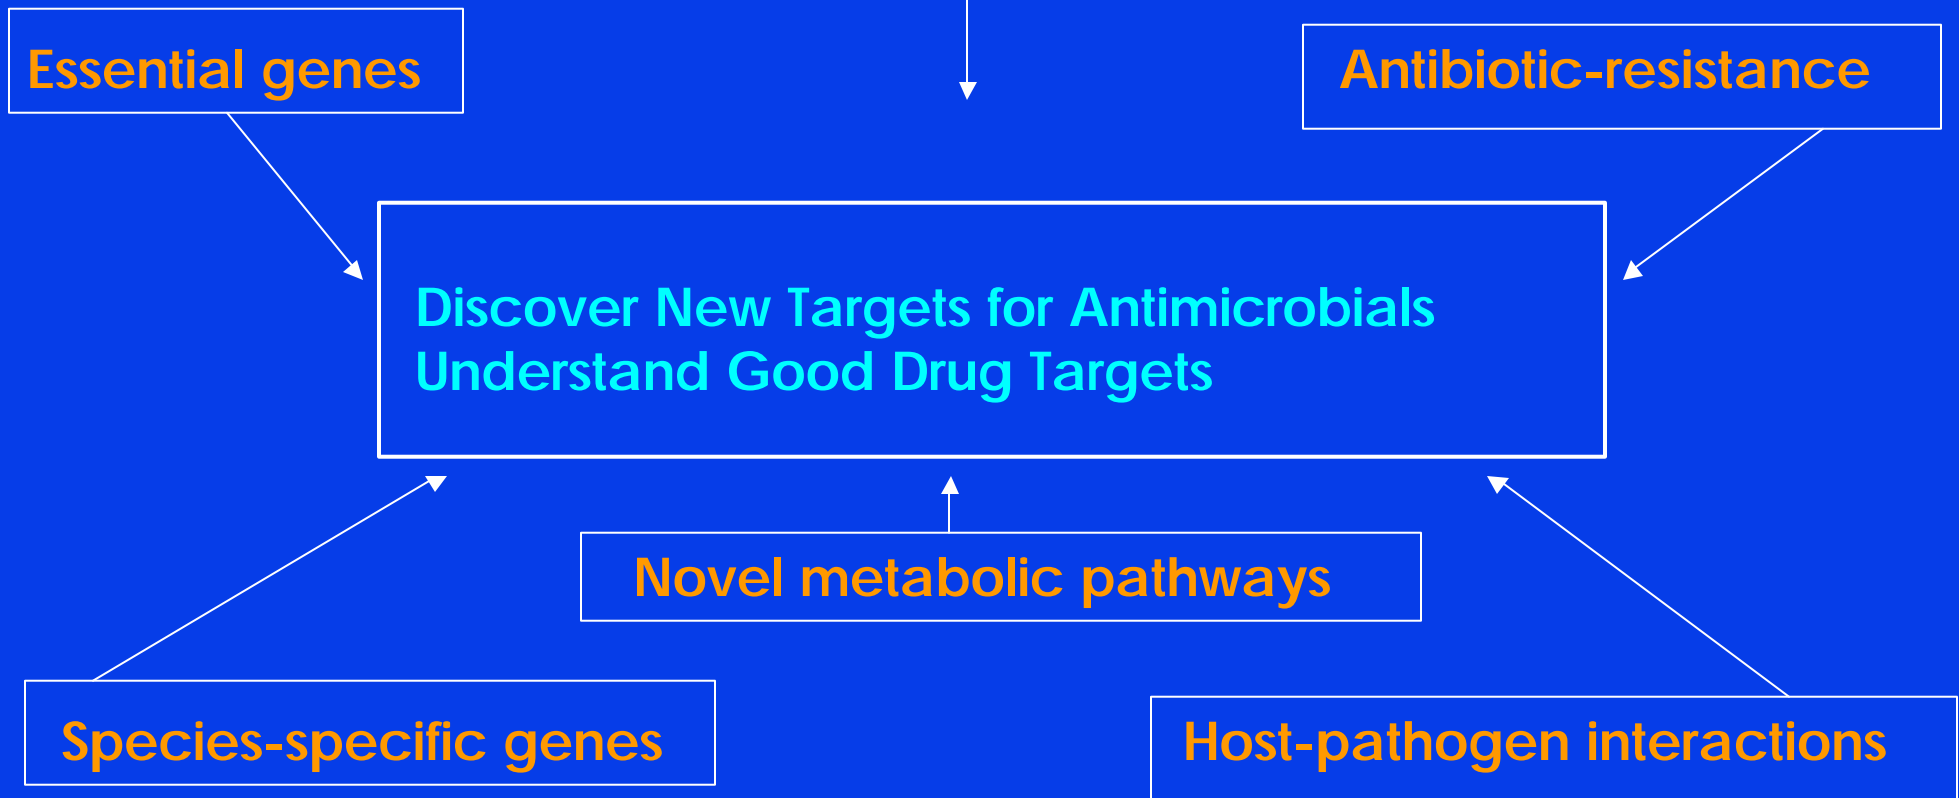 Essential genes
Antibiotic-resistance
Discover New Targets for Antimicrobials
Understand Good Drug Targets
Novel metabolic pathways
Species-specific genes
Host-pathogen interactions